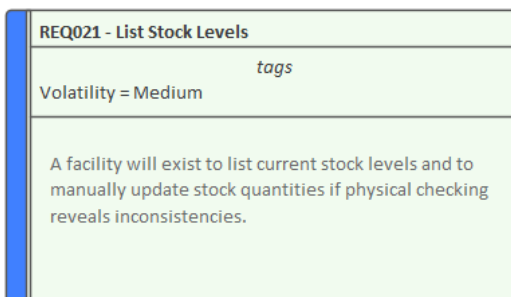 REQ021 - List Stock Levels
tags
Volatility = Medium
A facility will exist to list current stock levels and to
manually update stock quantities if physical checking
reveals inconsistencies.